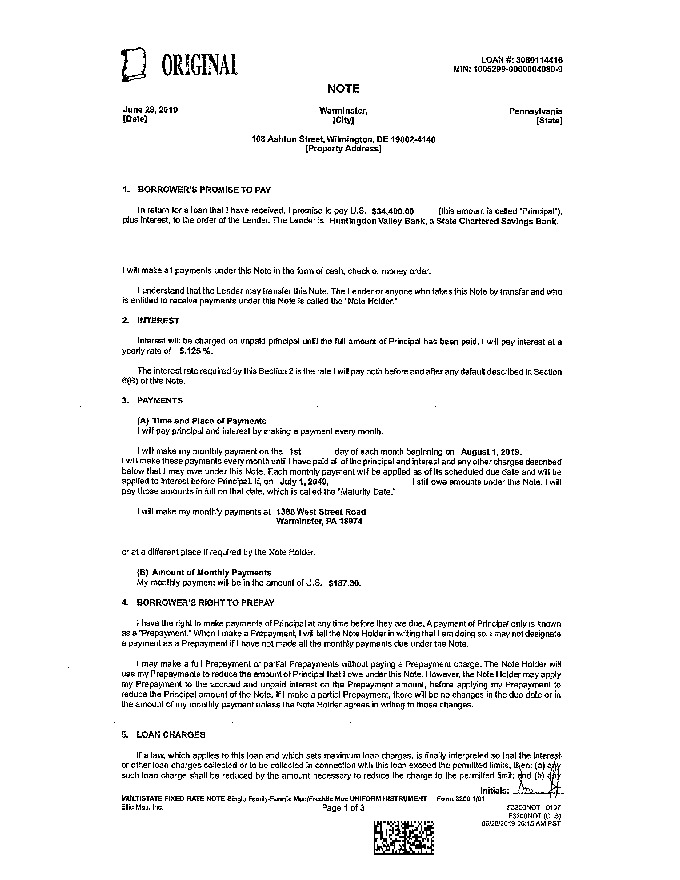 ORIGINAL
LOAN #: 3089114416
MIN: 1005299-0000004080-9
NOTE
June 28, 2019 Warminster, Pennsylvania
[Date] [City] [State]
108 Ashton Street, Wilmington, DE 19802-4140
[Property Address]
1. BORROWER'S PROMISE TO PAY
In return for a loan that I have received, I promise to pay U.S. $34,400.00 (this amount is called "Principal"),
plus interest, to the order of the Lender. The Lender is Huntingdon Valley Bank, a State Chartered Savings Bank.
I will make all payments under this Note in the form of cash, check or money order.
I understand that the Lender may transfer this Note. The Lender or anyone who takes this Note by transfer and who
is entitled to receive payments under this Note is called the "Note Holder."
2. INTEREST
Interest will be charged on unpaid principal until the full amount of Principal has been paid. I will pay interest at a
yearly rate of 5.125 %.
The interest rate required by this Section 2 is the rate I will pay both before and after any default described in Section
6(B) of this Note.
3. PAYMENTS
(A) Time and Place of Payments
I will pay principal and interest by making a payment every month.
I will make my monthly payment on the 1st day of each month beginning on August 1, 2019.
I will make these payments every month until I have paid all of the principal and interest and any other charges described
below that I may owe under this Note. Each monthly payment will be applied as of its scheduled due date and will be
applied to interest before Principal. If, on July 1, 2049, I still owe amounts under this Note, I will
pay those amounts in full on that date, which is called the "Maturity Date."
I will make my monthly payments at 1388 West Street Road
Warminster, PA 18974
or at a different place if required by the Note Holder.
(B) Amount of Monthly Payments
My monthly payment will be in the amount of U.S. $187.30.
4. BORROWER'S RIGHT TO PREPAY
I have the right to make payments of Principal at any time before they are due. A payment of Principal only is known
as a "Prepayment." When I make a Prepayment, I will tell the Note Holder in writing that I am doing so. I may not designate
a payment as a Prepayment if I have not made all the monthly payments due under the Note.
I may make a full Prepayment or partial Prepayments without paying a Prepayment charge. The Note Holder will
use my Prepayments to reduce the amount of Principal that I owe under this Note. However, the Note Holder may apply
my Prepayment to the accrued and unpaid interest on the Prepayment amount, before applying my Prepayment to
reduce the Principal amount of the Note. If I make a partial Prepayment, there will be no changes in the due date or in
the amount of my monthly payment unless the Note Holder agrees in writing to those changes.
5. LOAN CHARGES
If a law, which applies to this loan and which sets maximum loan charges, is finally interpreted so that the interest
or other loan charges collected or to be collected in connection with this loan exceed the permitted limits, then: (a) any
such loan charge shall be reduced by the amount necessary to reduce the charge to the permitted limit; and (b) any
Initials:
MULTISTATE FIXED RATE NOTE-Single Family-Fannie Mae/Freddie Mac UNIFORM INSTRUMENT Form 3200 1/01
Ellie Mae, Inc. Page 1 of 3 F3200NOT 0107
F3200NOT (CLS)
06/28/2019 06:15 AM PST